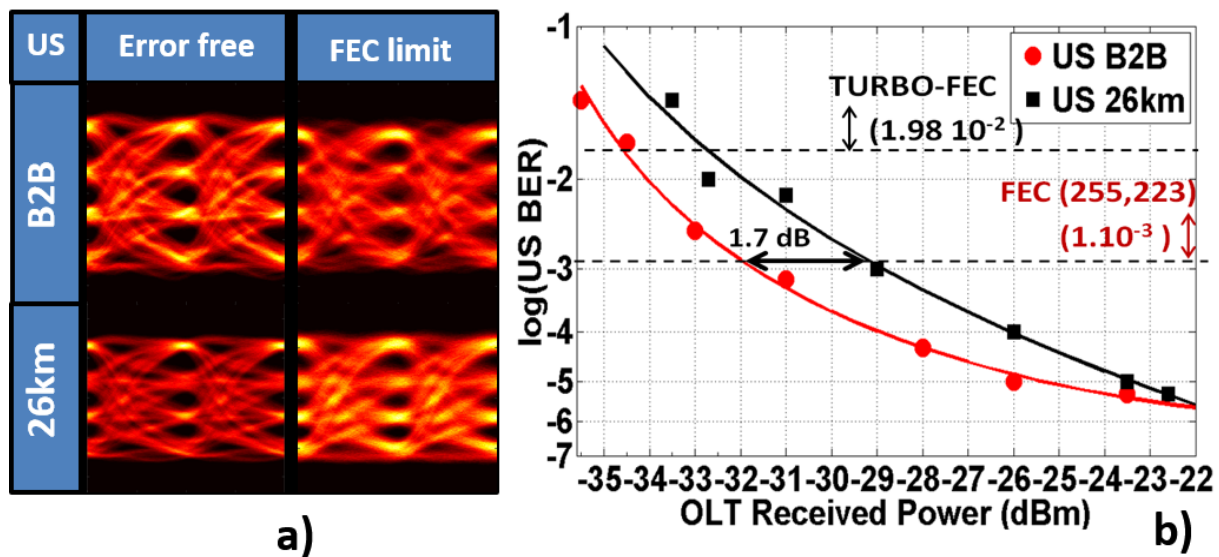 US Error free FEC limit
B2B
26km
a)
-1
-2
-3
-4
-5
-6
-7
log(US BER)
US B2B
US 26km
TURBO-FEC
(1.98 10⁻² )
FEC (255,223)
(1.10⁻³ )
1.7 dB
-35 -34 -33 -32 -31 -30 -29 -28 -27 -26 -25 -24 -23 -22
OLT Received Power (dBm)
b)